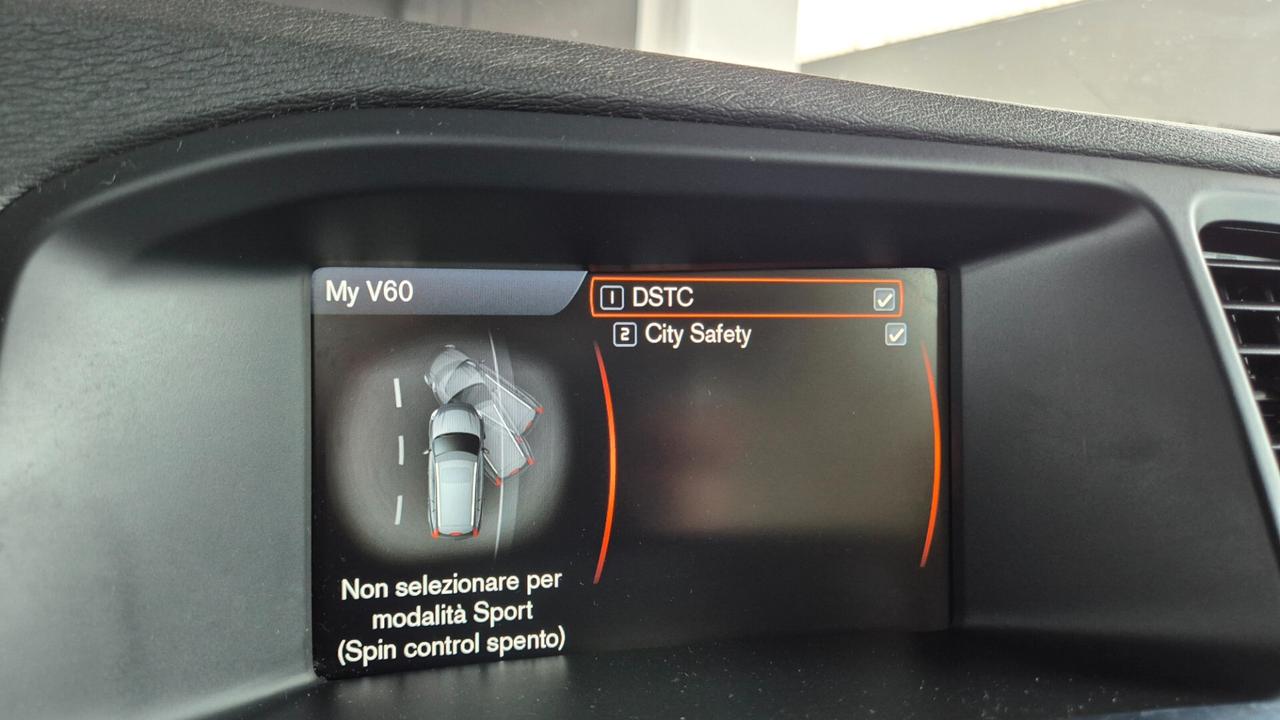 My V60
1 DSTC
2 City Safety
Non selezionare per
modalità Sport
(Spin control spento)